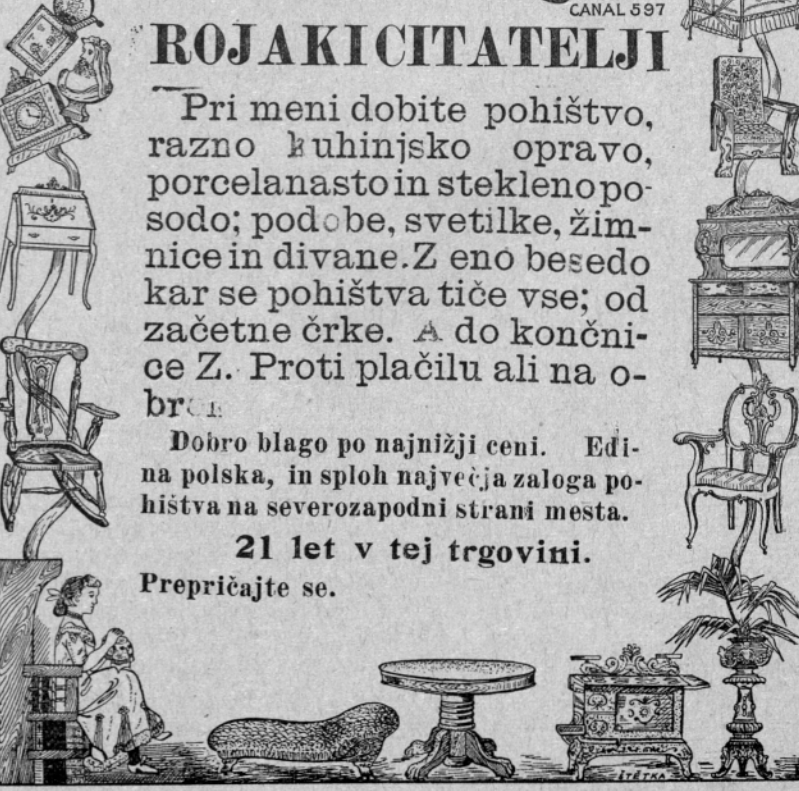 CANAL 597
ROJAKI CITATELJI
Pri meni dobite pohištvo,
razno kuhinjsko opravo,
porcelanasto in stekleno po-
sodo; podobe, svetilke, žim-
nice in divane. Z eno besedo
kar se pohištva tiče vse; od
začetne črke. A do konční-
ce Z. Proti plačilu ali na o-
Dobro blago po najnižji ceni. Edi-
na polska, in sploh največja zaloga po-
hištva na severozapodni strani mesta.
21 let v tej trgovini.
Prepričajte se.
ŠTĚTKA